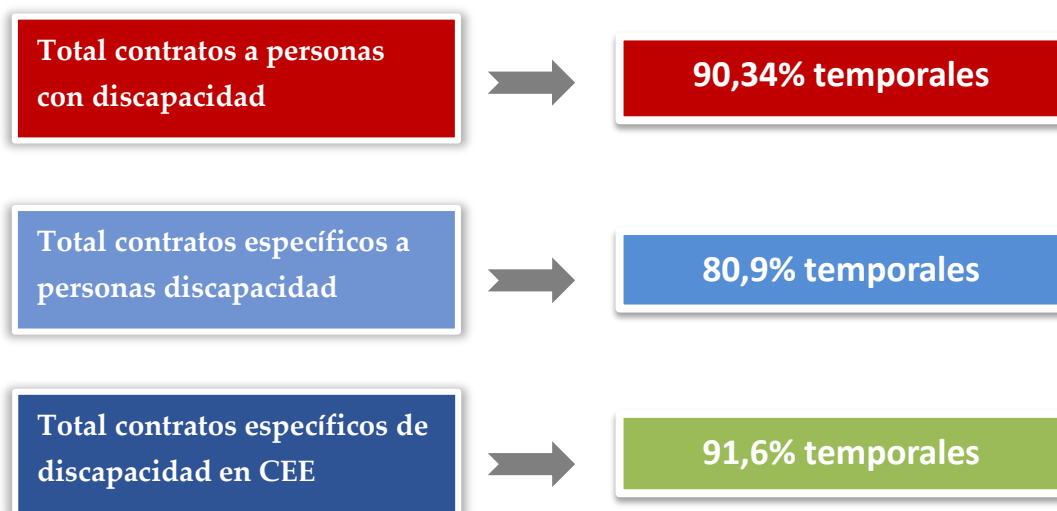 Total contratos a personas
con discapacidad
90,34% temporales
Total contratos específicos a
personas discapacidad
80,9% temporales
Total contratos específicos de
discapacidad en CEE
91,6% temporales